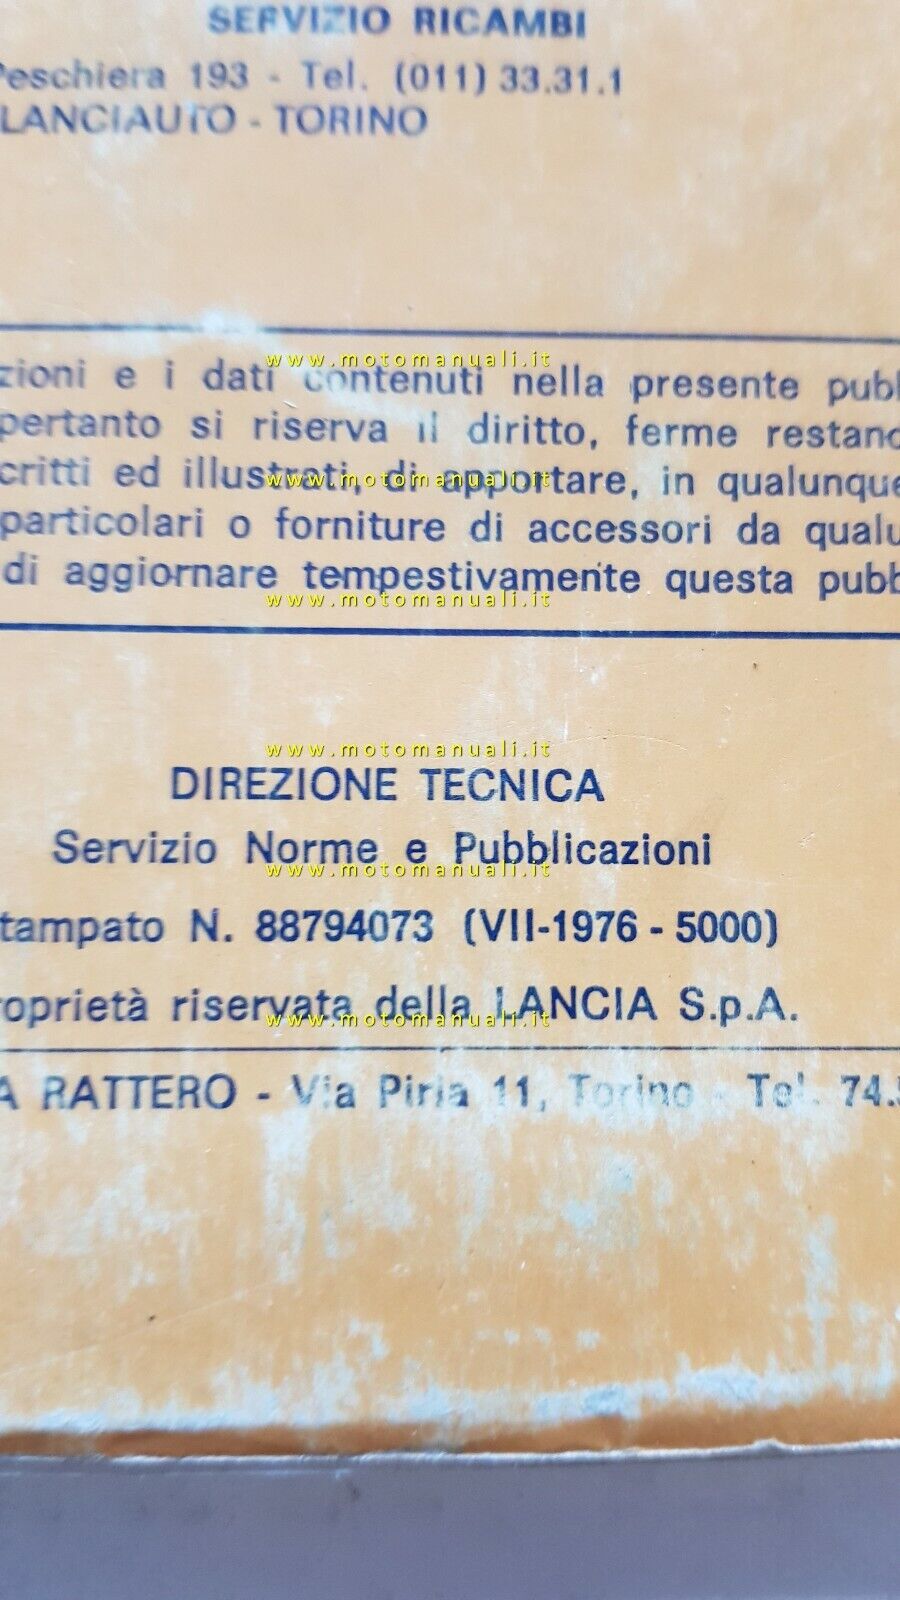 SERVIZIO RICAMBI
Peschiera 193 - Tel. (011) 33.31.1
LANCIAUTO - TORINO
www.motomanuali.it
zioni e i dati contenuti nella presente pubbl
pertanto si riserva il diritto, ferme restand
www.motomanuali.it
critti ed illustrati, di apportare, in qualunque
particolari o forniture di accessori da qualu
di aggiornare tempestivamente questa pubb
www.motomanuali.it
www.motomanuali.it
DIREZIONE TECNICA
Servizio Norme e Pubblicazioni
www.motomanuali.it
tampato N. 88794073 (VII-1976 - 5000)
roprietà riservata della LANCIA S.p.A.
www.motomanuali.it
A RATTERO - Via Piria 11, Torino - Tel. 74.5